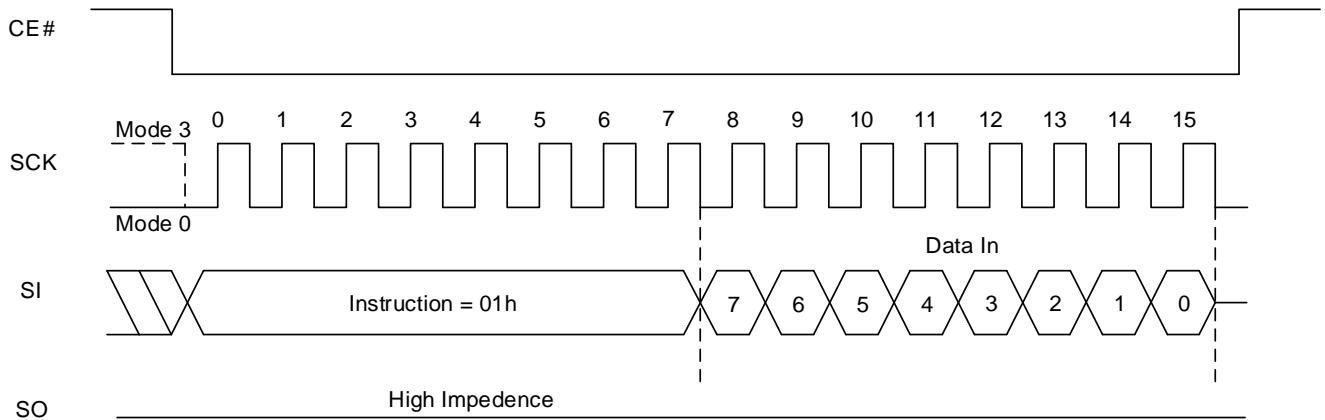 CE#
Mode 3
0 1 2 3 4 5 6 7 8 9 10 11 12 13 14 15
SCK
Mode 0
Data In
SI
Instruction = 01h
7 6 5 4 3 2 1 0
High Impedence
SO